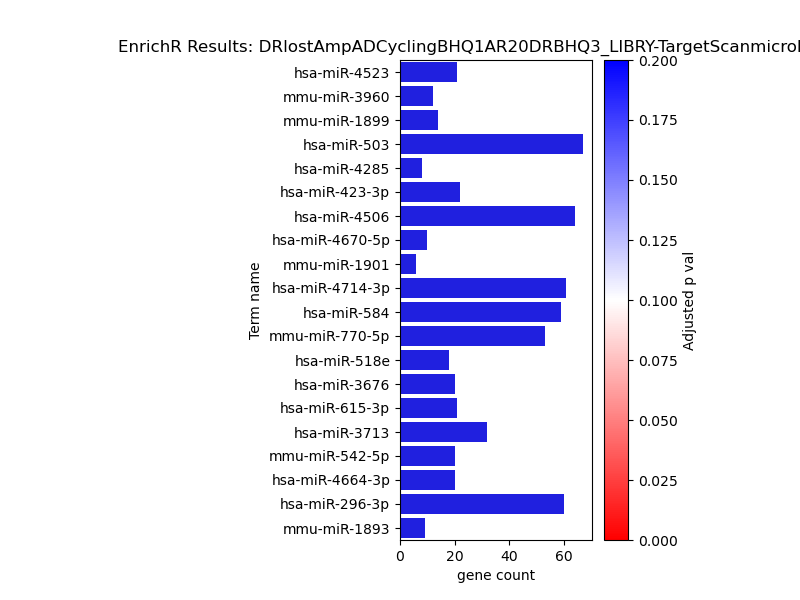 EnrichR Results: DRlostAmpADCyclingBHQ1AR20DRBHQ3_LIBRY-TargetScanmicroI
hsa-miR-4523
mmu-miR-3960
mmu-miR-1899
hsa-miR-503
hsa-miR-4285
hsa-miR-423-3p
hsa-miR-4506
hsa-miR-4670-5p
mmu-miR-1901
hsa-miR-4714-3p
hsa-miR-584
mmu-miR-770-5p
hsa-miR-518e
hsa-miR-3676
hsa-miR-615-3p
hsa-miR-3713
mmu-miR-542-5p
hsa-miR-4664-3p
hsa-miR-296-3p
mmu-miR-1893
Term name
0 20 40 60
gene count
0.200
0.175
0.150
0.125
0.100
0.075
0.050
0.025
0.000
Adjusted p val